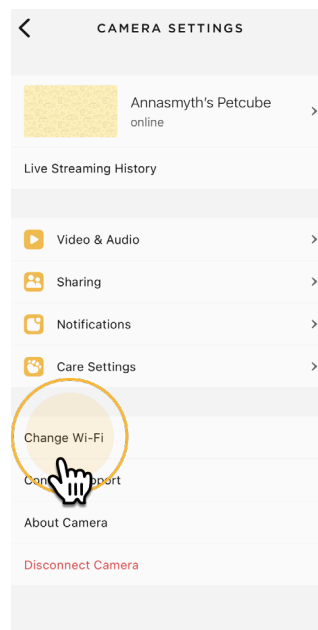 CAMERA SETTINGS
Annasmyth's Petcube
online
Live Streaming History
Video & Audio
Sharing
Notifications
Care Settings
Change Wi-Fi
About Camera
Disconnect Camera